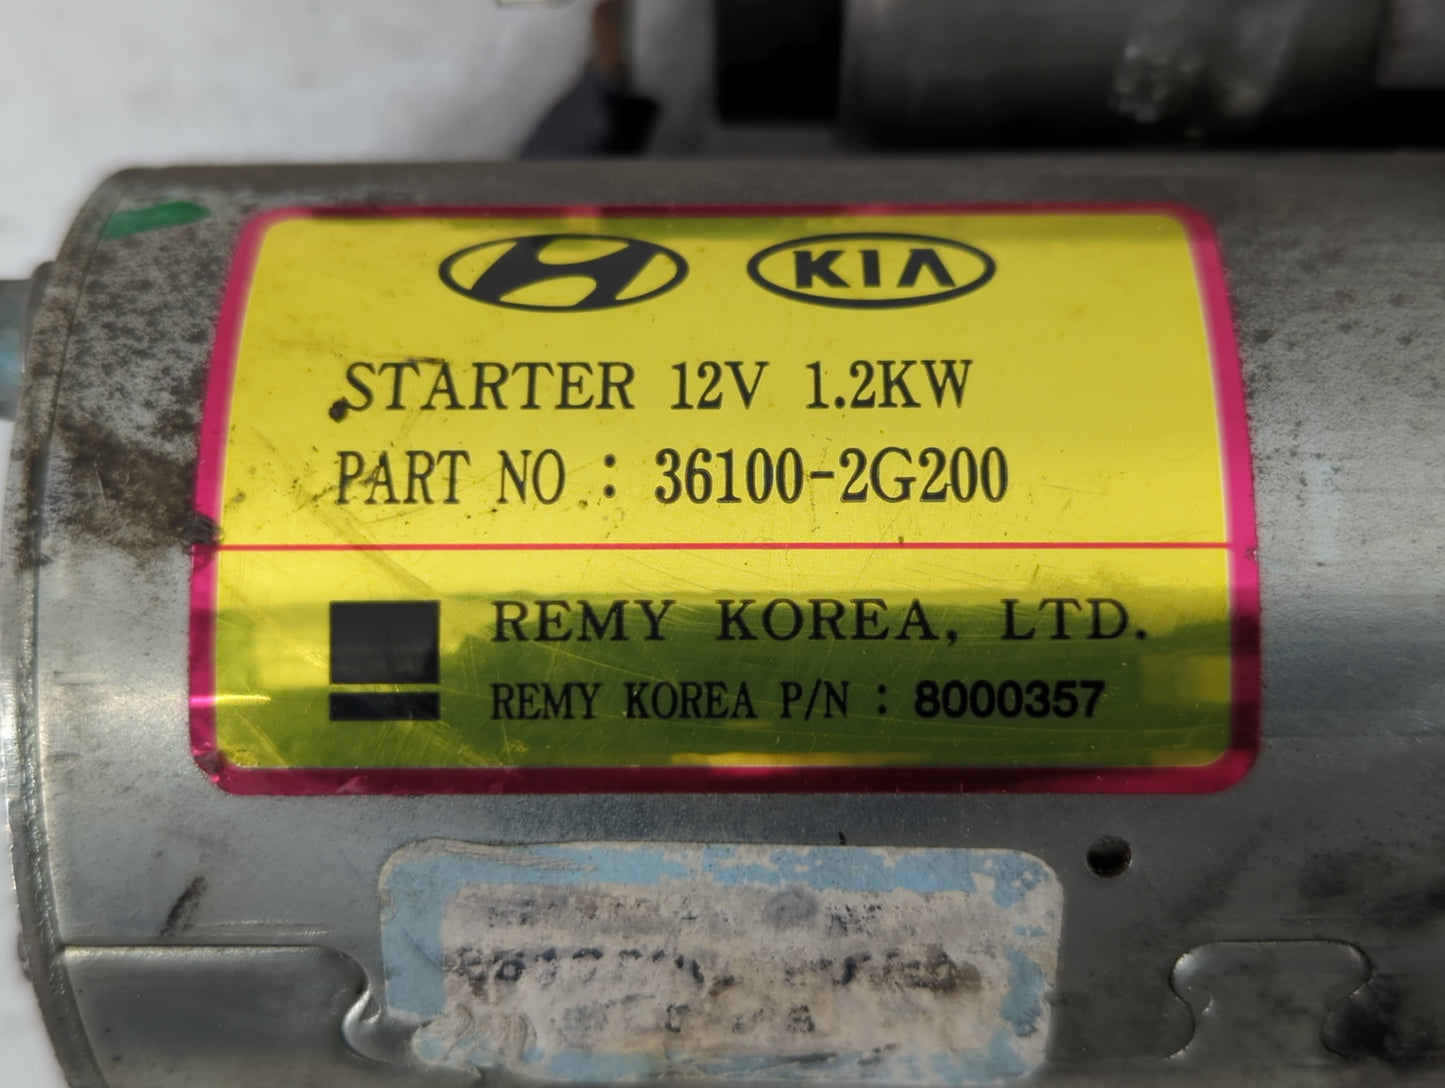 KIA
STARTER 12V 1.2KW
PART NO : 36100-2G200
REMY KOREA, LTD.
REMY KOREA P/N : 8000357